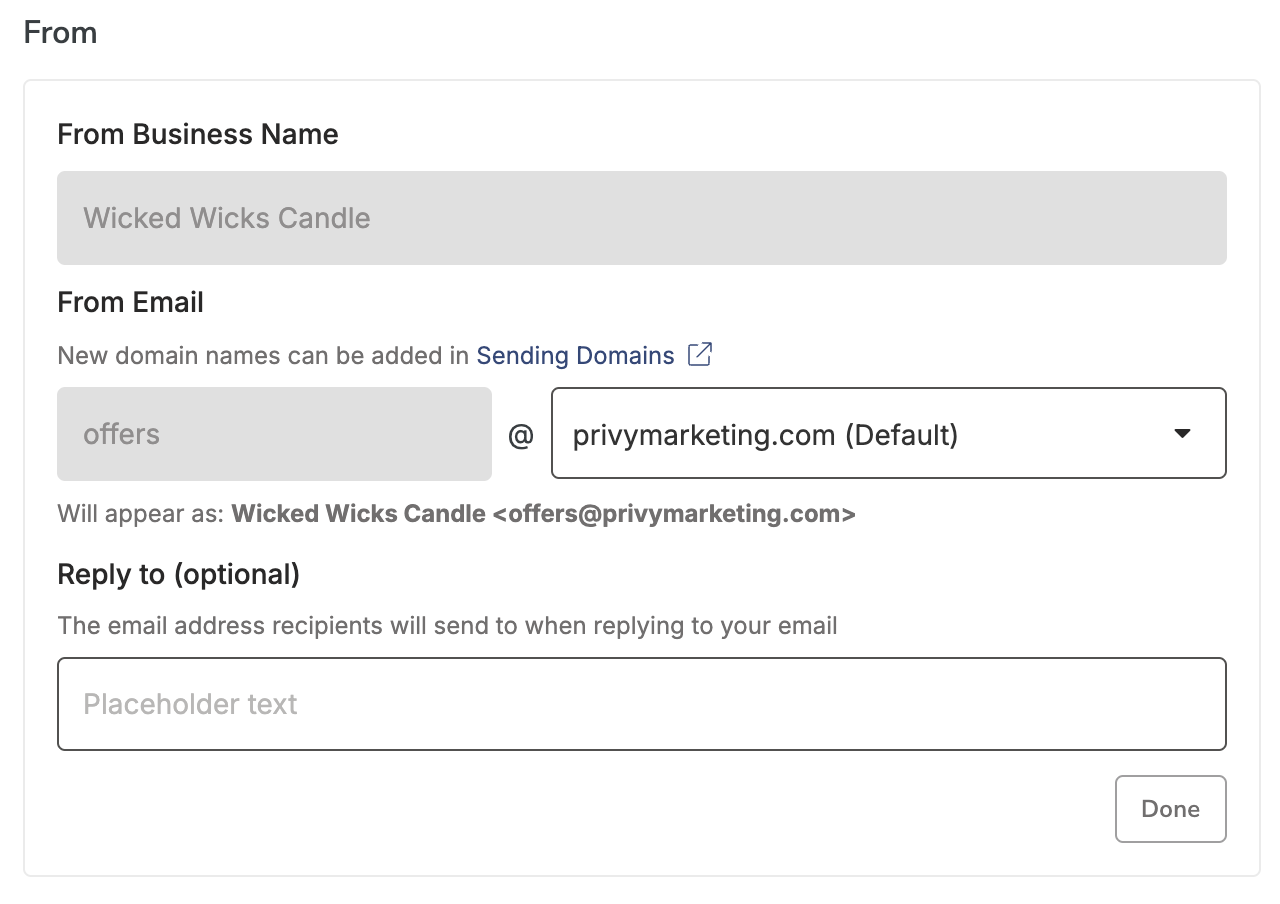 From
From Business Name
Wicked Wicks Candle
From Email
New domain names can be added in Sending Domains
offers @ privymarketing.com (Default)
Will appear as: Wicked Wicks Candle <offers@privymarketing.com>
Reply to (optional)
The email address recipients will send to when replying to your email
Placeholder text
Done